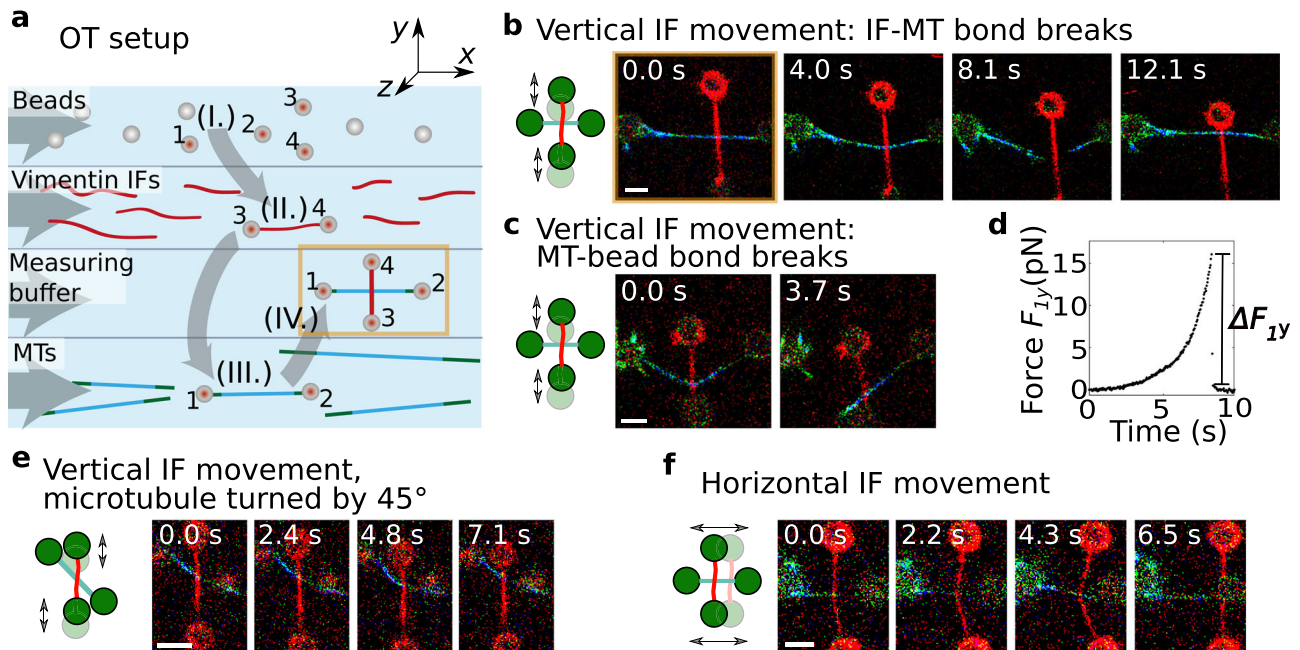 a
OT setup
y
x
z
Beads
(I.)
1
2
3
4
Vimentin IFs
(II.)
3
4
Measuring
buffer
1
2
3
4
(IV.)
MTs
(III.)
1
2
b
Vertical IF movement: IF-MT bond breaks
0.0 s
4.0 s
8.1 s
12.1 s
c
Vertical IF movement:
MT-bead bond breaks
0.0 s
3.7 s
d
Force F1y(pN)
15
10
5
0
0
5
10
Time (s)
ΔF1y
e
Vertical IF movement,
microtubule turned by 45°
0.0 s
2.4 s
4.8 s
7.1 s
f
Horizontal IF movement
0.0 s
2.2 s
4.3 s
6.5 s